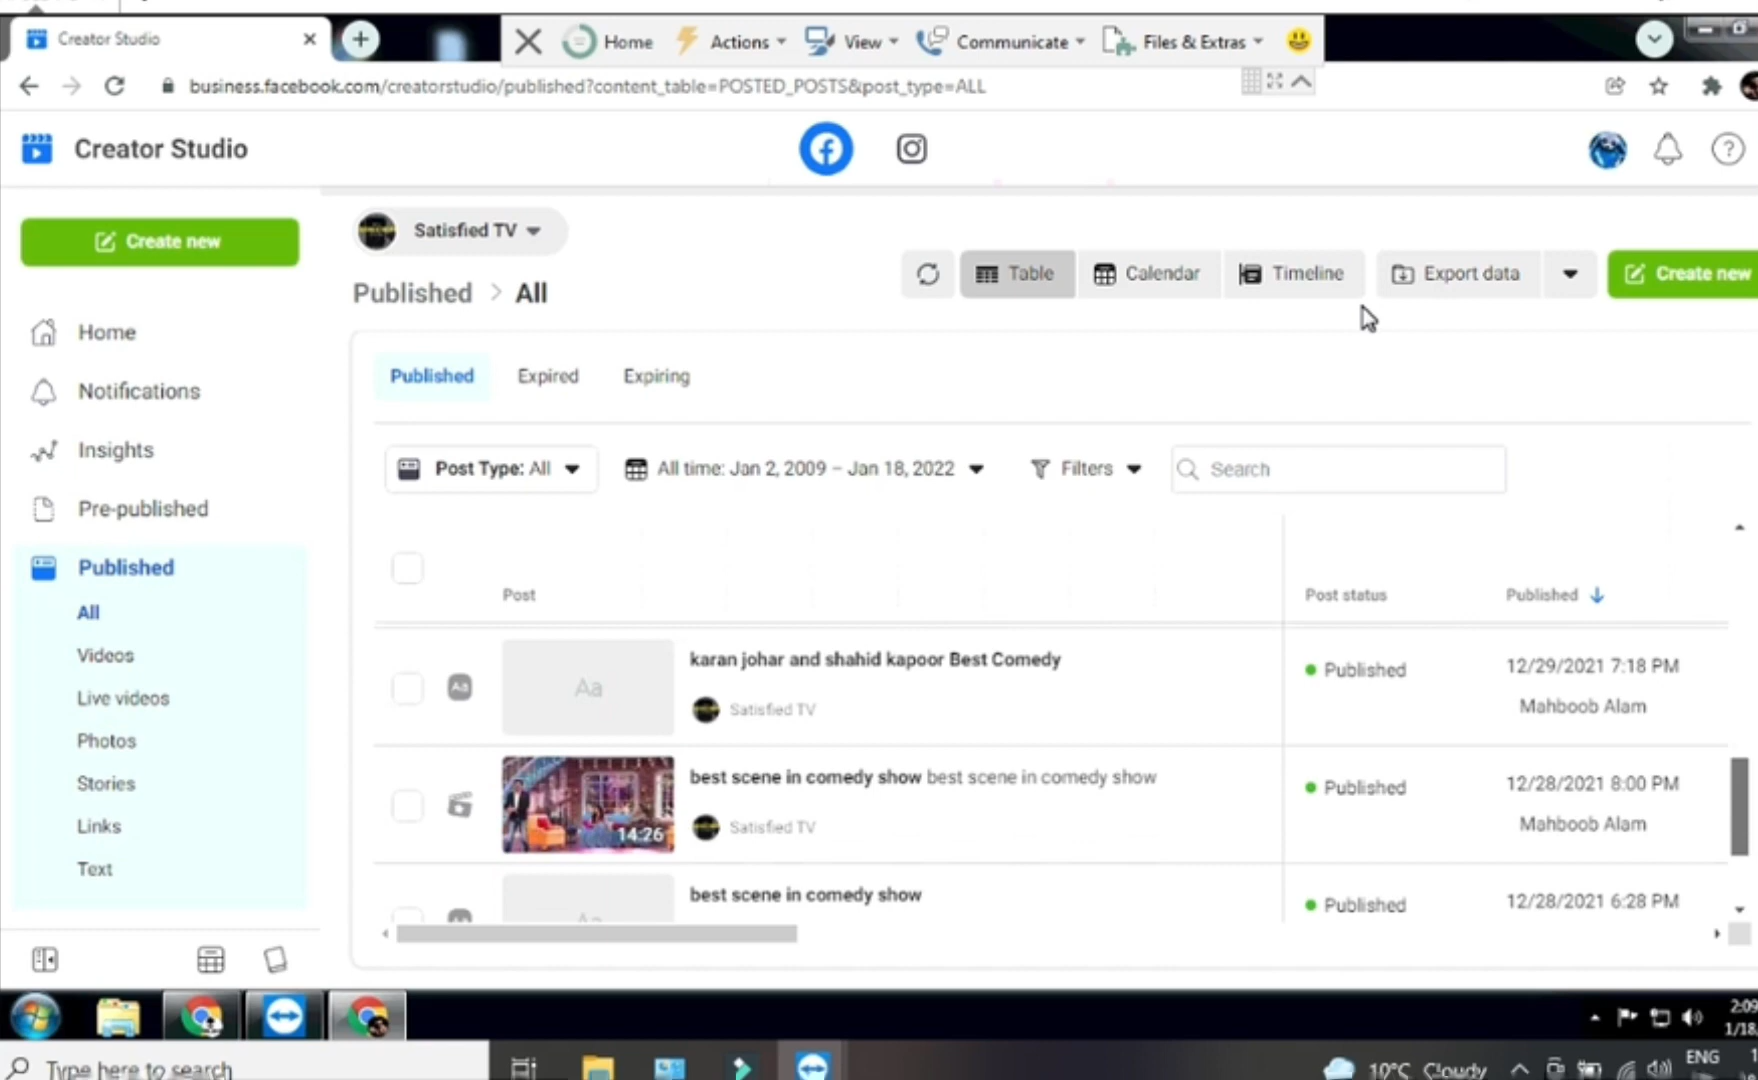 Creator Studio
Home Actions View Communicate Files & Extras
business.facebook.com/creatorstudio/published?content_table=POSTED_POSTS&post_type=ALL
Creator Studio
Create new
Satisfied TV
Published > All
Table Calendar Timeline Export data Create new
Home
Notifications
Insights
Pre-published
Published
All
Videos
Live videos
Photos
Stories
Links
Text
Published Expired Expiring
Post Type: All All time: Jan 2, 2009 – Jan 18, 2022 Filters Search
Post Post status Published
Aa Aa karan johar and shahid kapoor Best Comedy Published 12/29/2021 7:18 PM
Satisfied TV Mahboob Alam
best scene in comedy show best scene in comedy show Published 12/28/2021 8:00 PM
14:26 Satisfied TV Mahboob Alam
best scene in comedy show Published 12/28/2021 6:28 PM
2:09
1/18
Type here to search 10°C Cloudy ENG